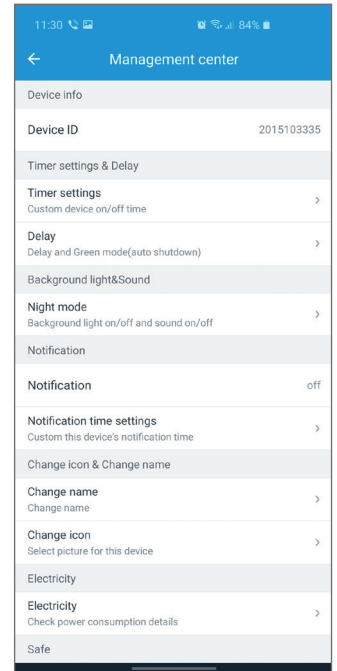 11:30 84%
Management center
Device info
Device ID 2015103335
Timer settings & Delay
Timer settings
Custom device on/off time
Delay
Delay and Green mode(auto shutdown)
Background light&Sound
Night mode
Background light on/off and sound on/off
Notification
Notification off
Notification time settings
Custom this device's notification time
Change icon & Change name
Change name
Change name
Change icon
Select picture for this device
Electricity
Electricity
Check power consumption details
Safe